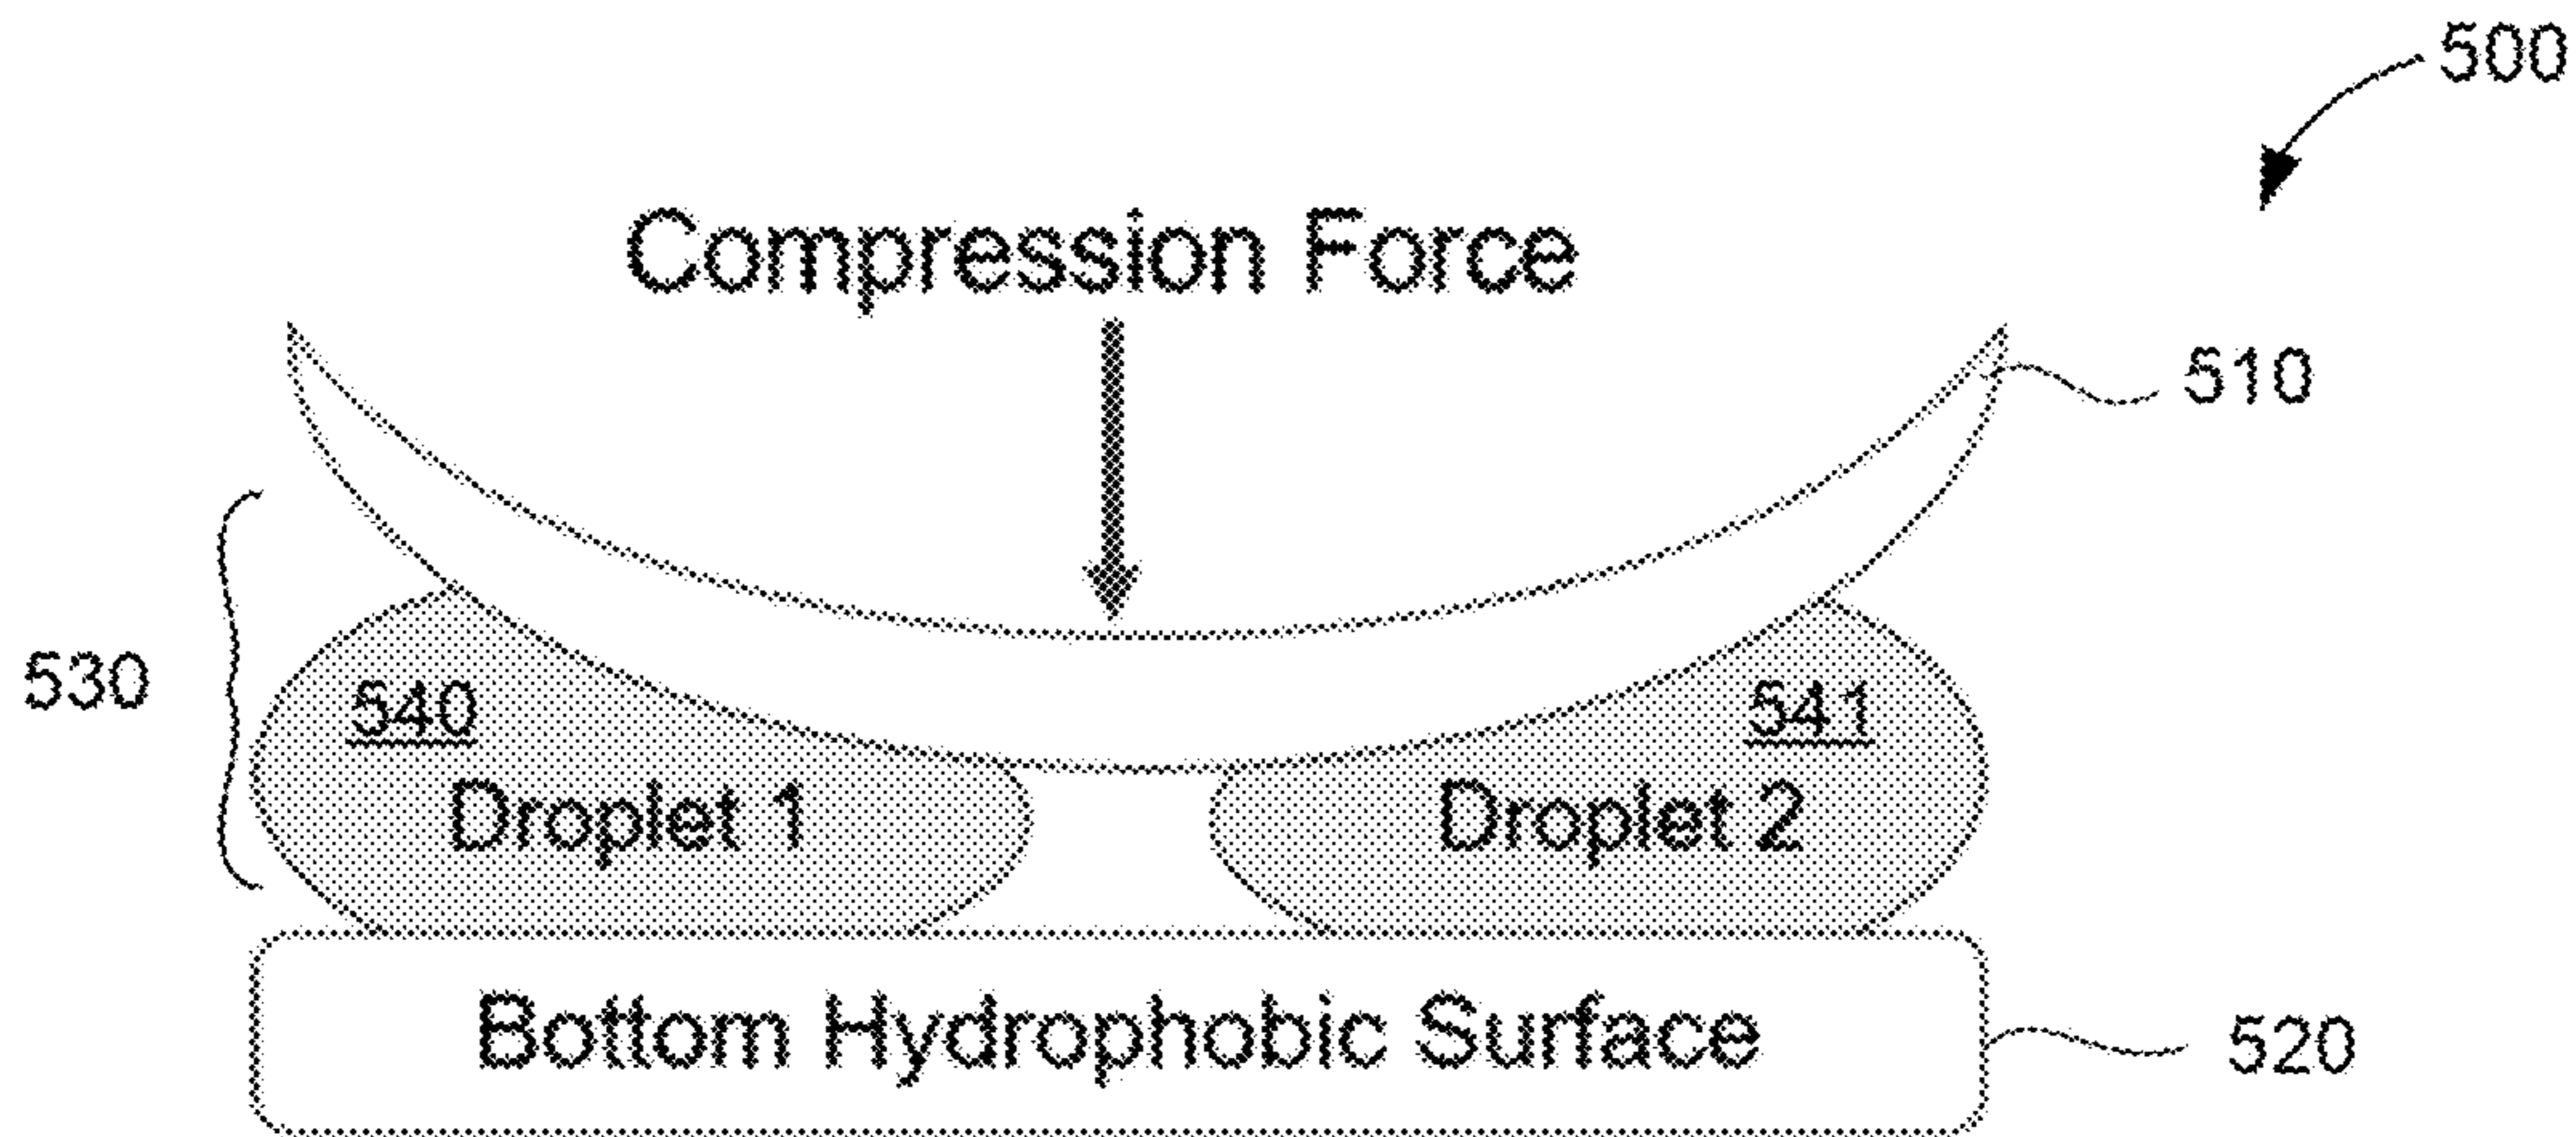 500
Compression Force
510
530
540
541
Droplet 1
Droplet 2
Bottom Hydrophobic Surface
520